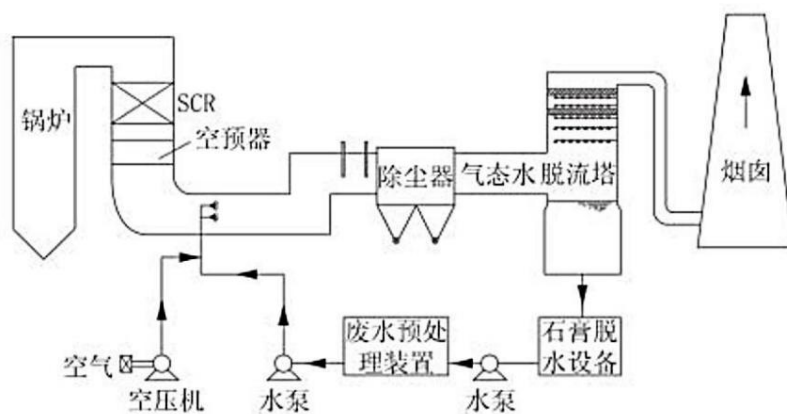 锅炉
SCR
空预器
除尘器
气态水
脱流塔
烟囱
空气
空压机
水泵
废水预处
理装置
水泵
石膏脱
水设备